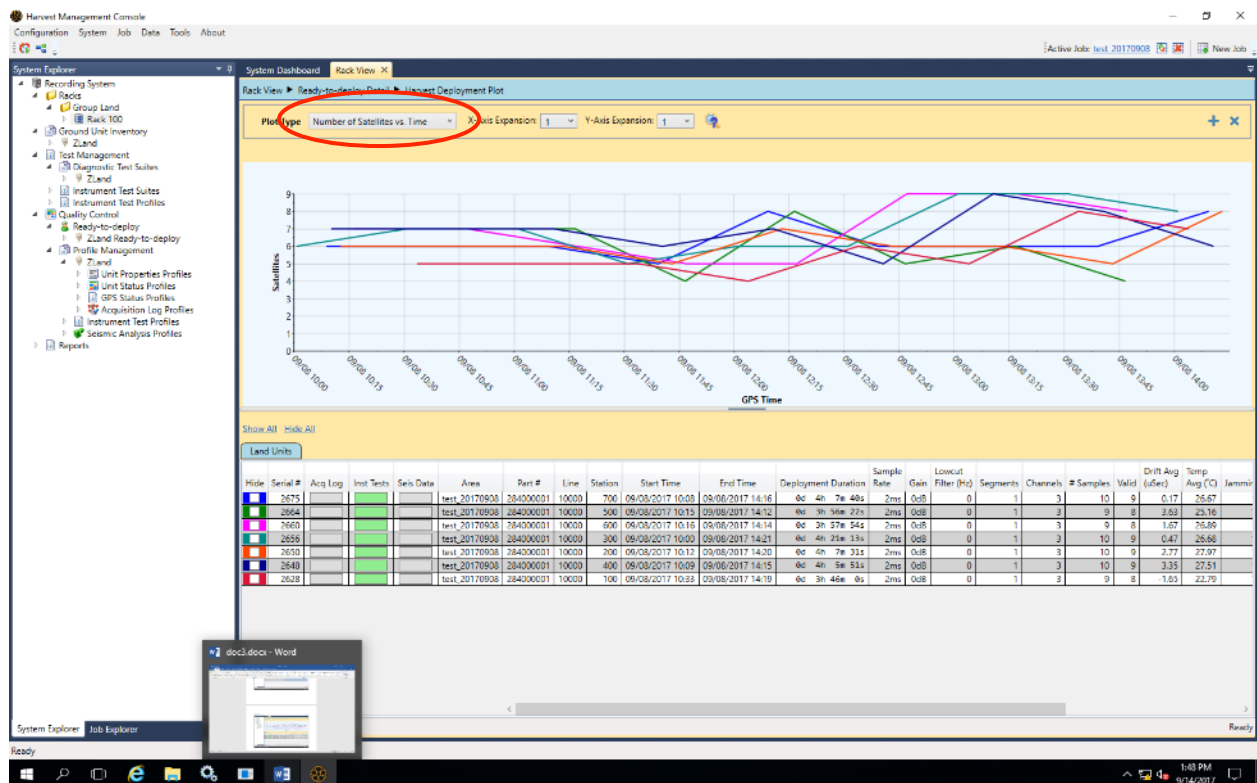 Harvest Management Console
Configuration System Job Data Tools About
Active Job: test_20170908 New Job
System Explorer
Recording System
Racks
Group Land
Rack 100
Ground Unit Inventory
ZLand
Test Management
Diagnostic Test Suites
ZLand
Instrument Test Suites
Instrument Test Profiles
Quality Control
Ready-to-deploy
ZLand Ready-to-deploy
Profile Management
ZLand
Unit Properties Profiles
Unit Status Profiles
GPS Status Profiles
Acquisition Log Profiles
Instrument Test Profiles
Seismic Analysis Profiles
Reports
System Dashboard Rack View
Rack View Ready-to-deploy Detail Harvest Deployment Plot
Plot Type Number of Satellites vs. Time X-Axis Expansion: 1 Y-Axis Expansion: 1
Satellites
9
8
7
6
5
4
3
2
1
0
09/08 10:00 09/08 10:15 09/08 10:30 09/08 10:45 09/08 11:00 09/08 11:15 09/08 11:30 09/08 11:45 09/08 12:00 09/08 12:15 09/08 12:30 09/08 12:45 09/08 13:00 09/08 13:15 09/08 13:30 09/08 13:45 09/08 14:00
GPS Time
Show All Hide All
Land Units
Hide Serial # Acq Log Inst Tests Seis Data Area Part # Line Station Start Time End Time Deployment Duration Sample Rate Gain Lowcut Filter (Hz) Segments Channels # Samples Valid Drift Avg (uSec) Temp Avg (°C) Jammin
2675 test_20170908 284000001 10000 700 09/08/2017 10:08 09/08/2017 14:16 0d 4h 7m 40s 2ms 0dB 0 1 3 10 9 0.17 26.67
2664 test_20170908 284000001 10000 500 09/08/2017 10:15 09/08/2017 14:12 0d 3h 56m 22s 2ms 0dB 0 1 3 9 8 3.63 25.16
2660 test_20170908 284000001 10000 600 09/08/2017 10:16 09/08/2017 14:14 0d 3h 57m 54s 2ms 0dB 0 1 3 9 8 1.67 26.89
2656 test_20170908 284000001 10000 300 09/08/2017 10:00 09/08/2017 14:21 0d 4h 21m 13s 2ms 0dB 0 1 3 10 9 0.47 26.68
2650 test_20170908 284000001 10000 200 09/08/2017 10:12 09/08/2017 14:20 0d 4h 7m 31s 2ms 0dB 0 1 3 10 9 2.77 27.97
2648 test_20170908 284000001 10000 400 09/08/2017 10:09 09/08/2017 14:15 0d 4h 5m 51s 2ms 0dB 0 1 3 10 9 3.35 27.51
2628 test_20170908 284000001 10000 100 09/08/2017 10:33 09/08/2017 14:19 0d 3h 46m 0s 2ms 0dB 0 1 3 9 8 -1.65 22.79
doc3.docx - Word
System Explorer Job Explorer
Ready
Ready
1:43 PM
9/14/2017